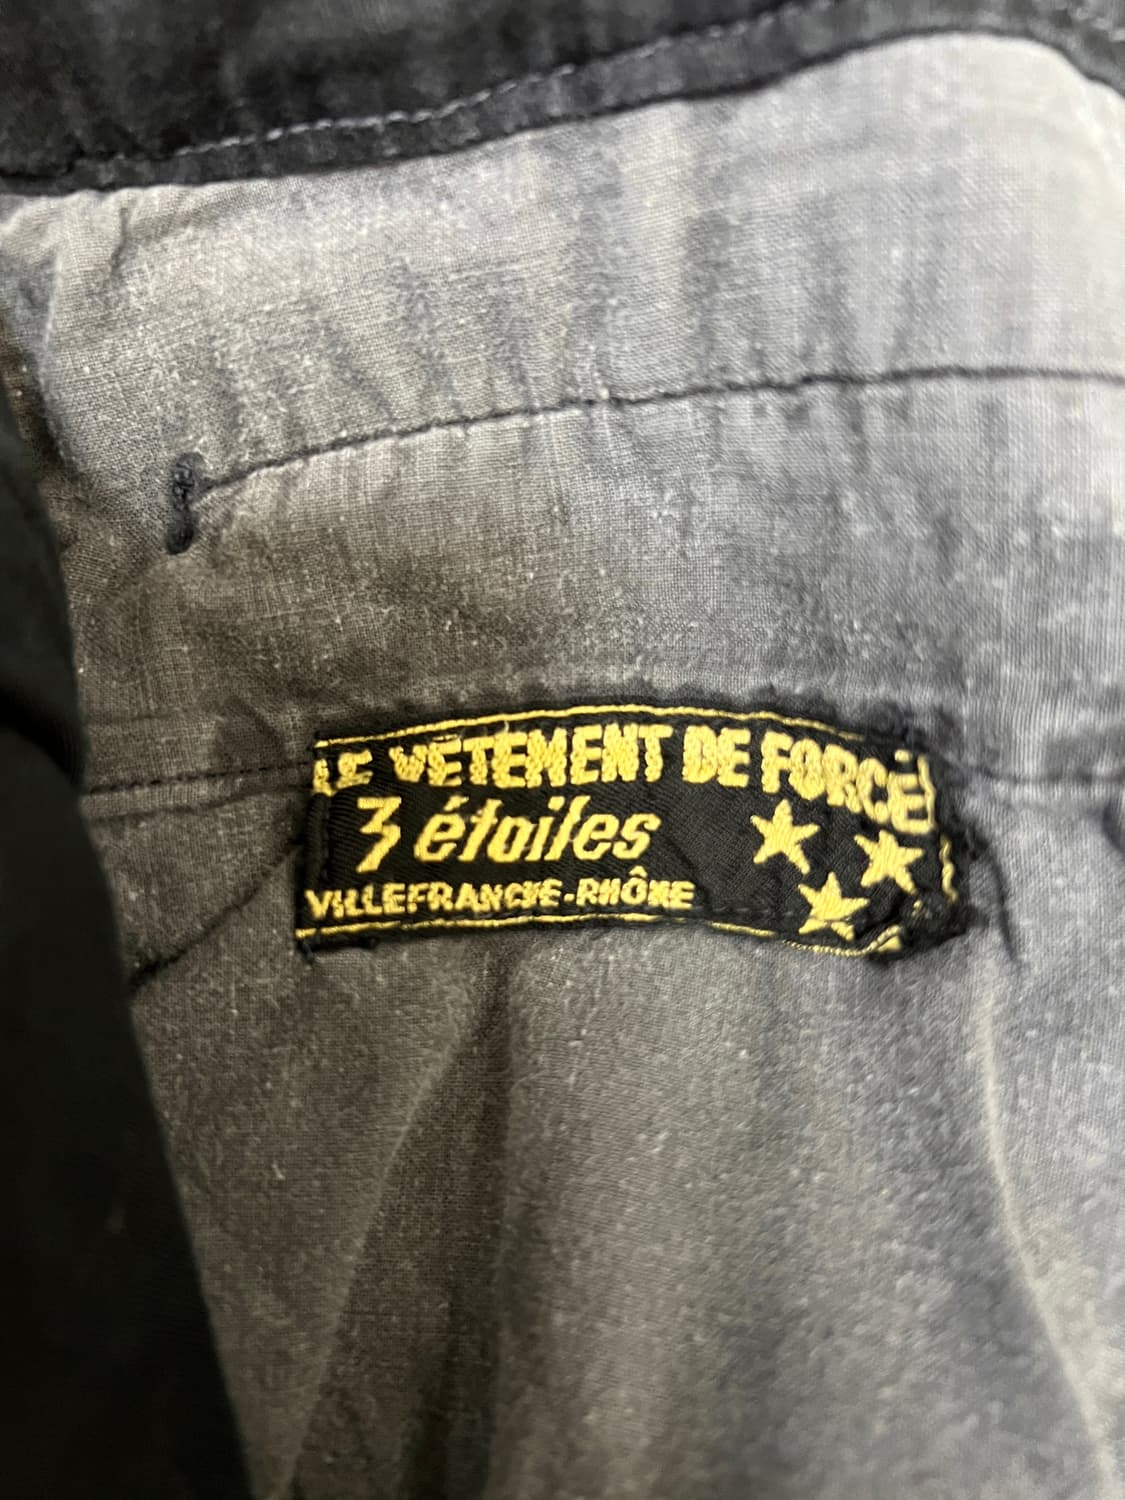 LE VÊTEMENT DE FORCE
3 étoiles
VILLEFRANCHE-RHÔNE